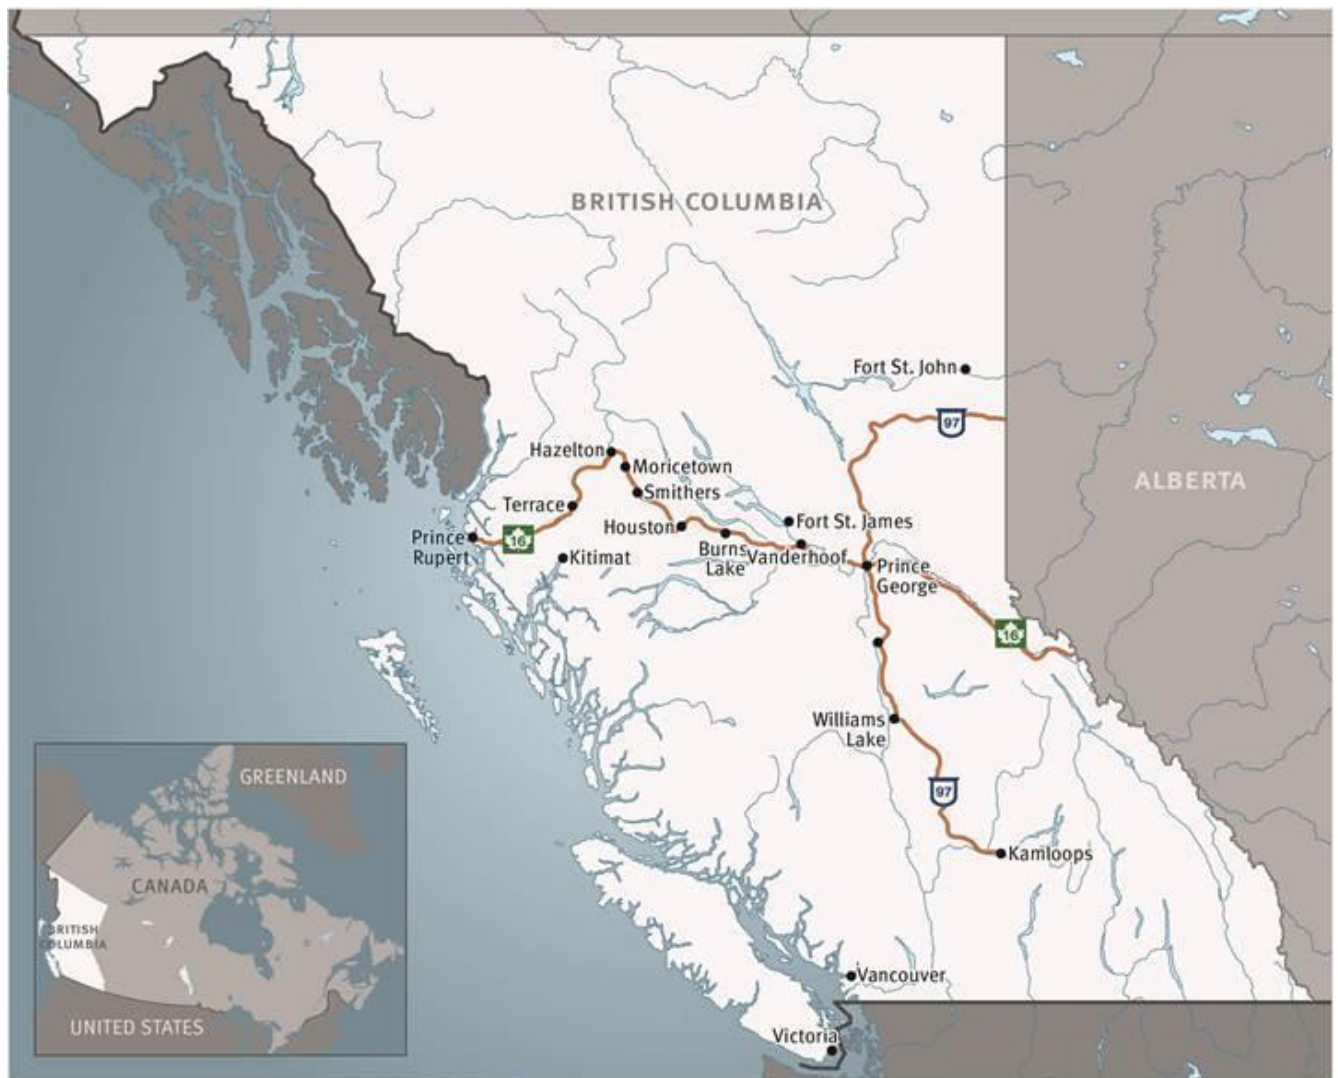 BRITISH COLUMBIA
Fort St. John
97
ALBERTA
Hazelton
Moricetown
Smithers
Terrace
Houston
Fort St. James
Prince
Rupert
16
Kitimat
Burns
Lake
Vanderhoof
Prince
George
16
Williams
Lake
97
Kamloops
Vancouver
Victoria
GREENLAND
CANADA
BRITISH
COLUMBIA
UNITED STATES